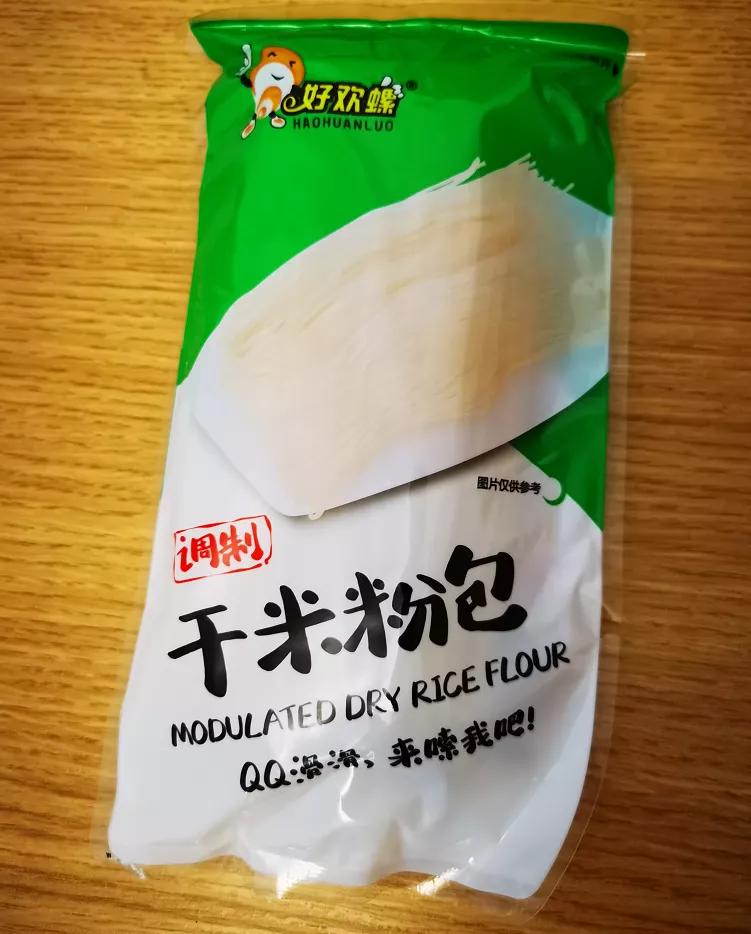 好欢螺®
HAOHUANLUO
图片仅供参考
调制
干米粉包
MODULATED DRY RICE FLOUR
QQ滑滑、来嗦我吧!